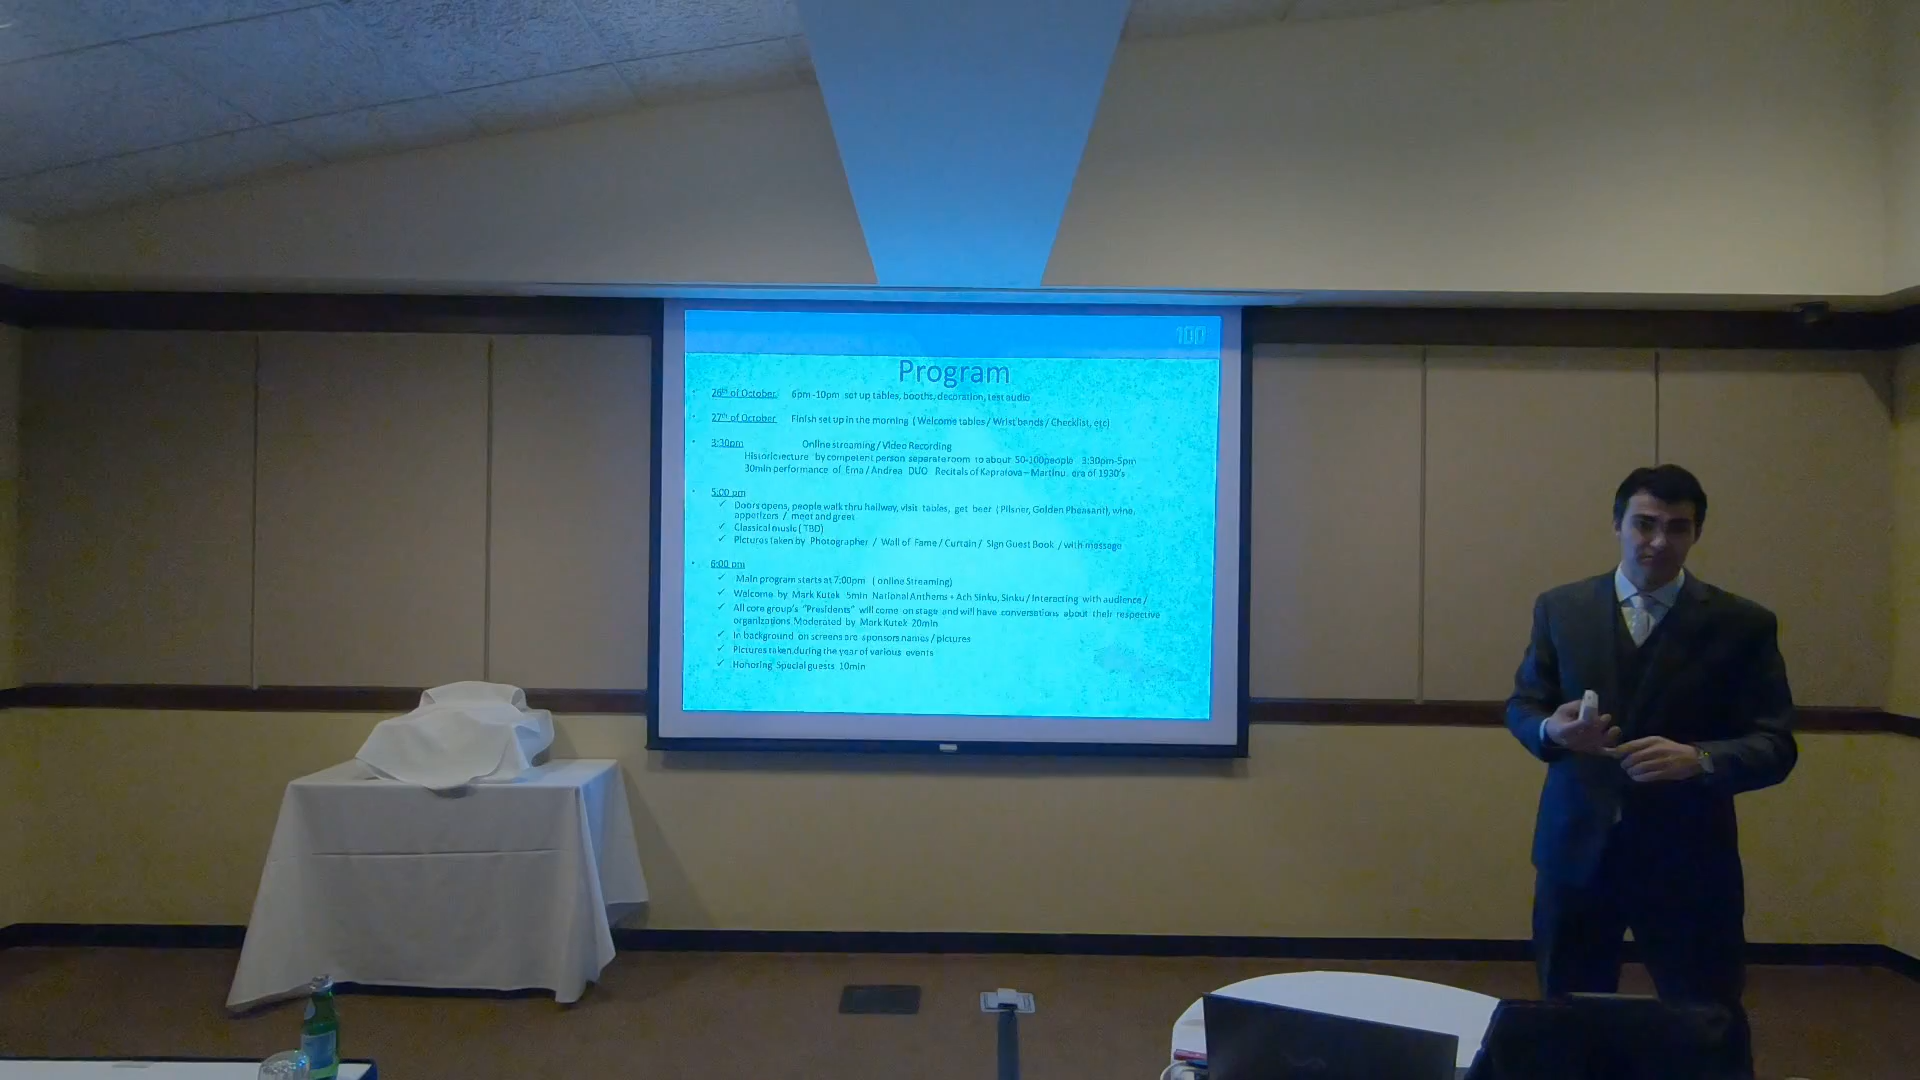 100
Program
26th of October 6pm -10pm set up tables, booths, decoration, test audio
27th of October Finish set up in the morning ( Welcome tables / Wrist bands / Checklist, etc)
3:30pm Online streaming / Video Recording
Historic lecture by competent person separate room to about 50-100people 3:30pm-5pm
30min performance of Ema / Andrea DUO Recitals of Kapralova – Martinu era of 1930's
5:00 pm
✓ Doors opens, people walk thru hallway, visit tables, get beer ( Pilsner, Golden Pheasant), wine,
appetizers / meet and greet
✓ Classical music ( TBD)
✓ Pictures taken by Photographer / Wall of Fame / Curtain / Sign Guest Book / with message
6:00 pm
✓ Main program starts at 7:00pm ( online Streaming)
✓ Welcome by Mark Kutek 5min National Anthems + Ach Sinku, Sinku / Interacting with audience /
✓ All core group's "Presidents" will come on stage and will have conversations about their respective
organizations Moderated by Mark Kutek 20min
✓ In background on screens are sponsors names / pictures
✓ Pictures taken during the year of various events
✓ Honoring Special guests 10min